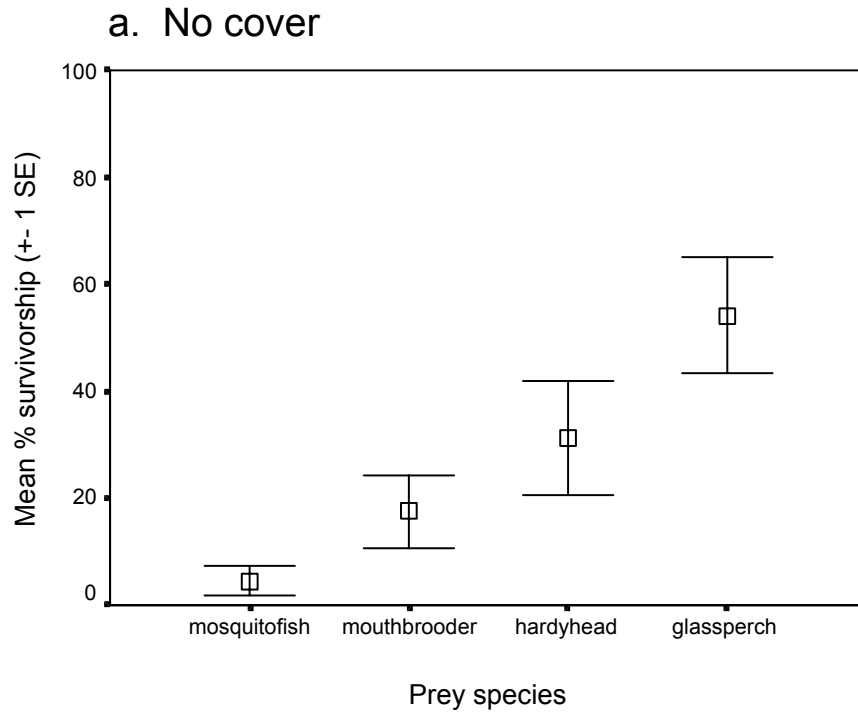 a. No cover
100
80
60
40
20
0
Mean % survivorship (+- 1 SE)
mosquitofish mouthbrooder hardyhead glassperch
Prey species